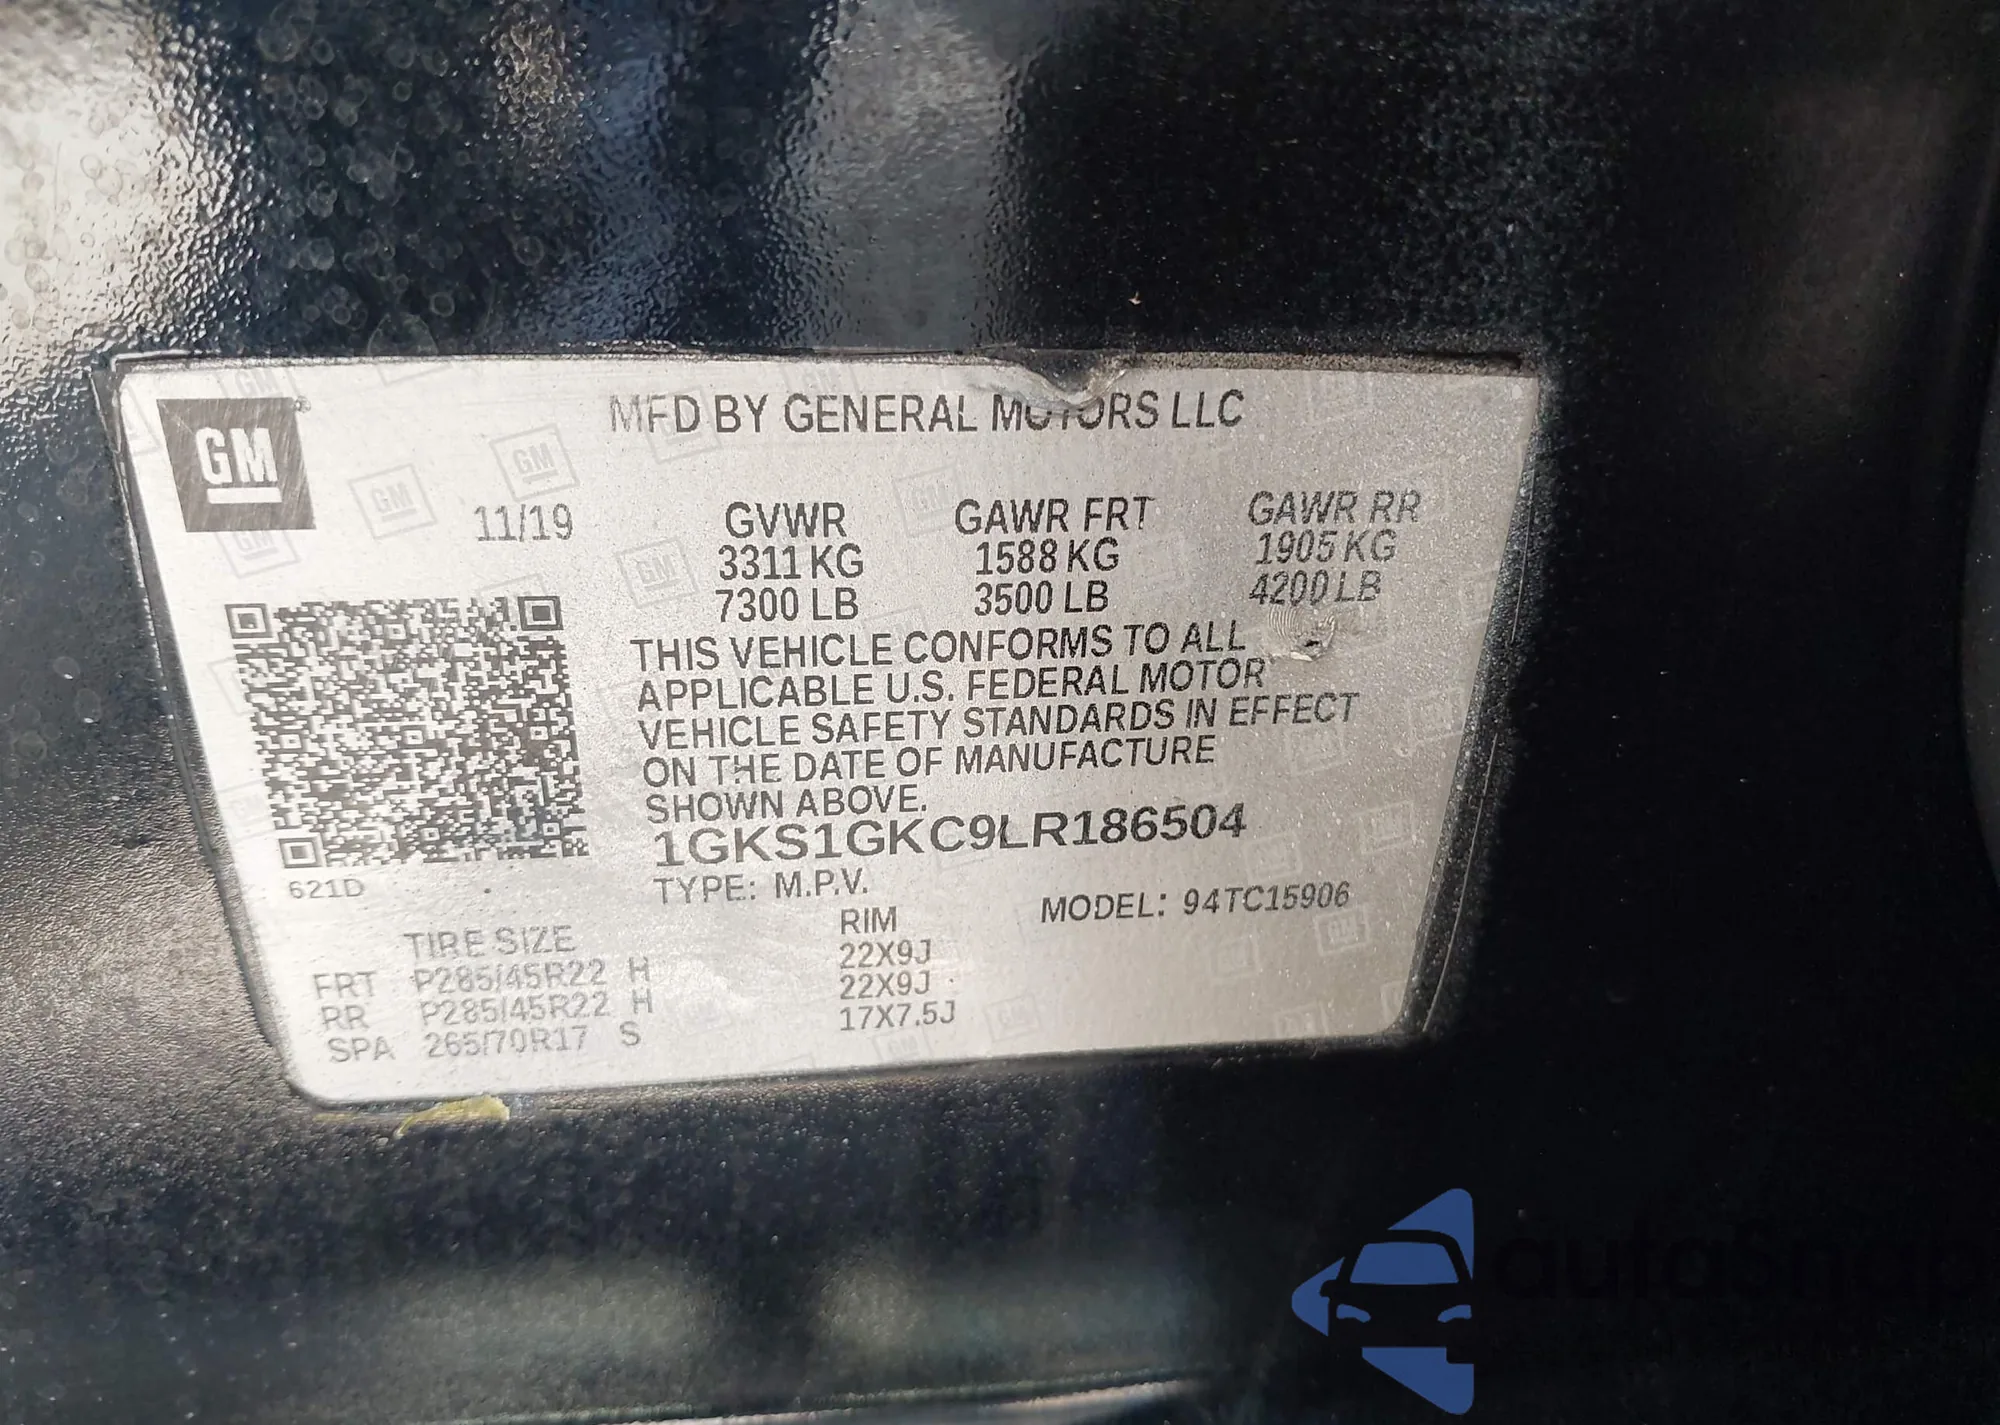 GM
MFD BY GENERAL MOTORS LLC
11/19
GVWR GAWR FRT GAWR RR
3311 KG 1588 KG 1905 KG
7300 LB 3500 LB 4200 LB
THIS VEHICLE CONFORMS TO ALL
APPLICABLE U.S. FEDERAL MOTOR
VEHICLE SAFETY STANDARDS IN EFFECT
ON THE DATE OF MANUFACTURE
SHOWN ABOVE.
1GKS1GKC9LR186504
621D
TYPE: M.P.V. MODEL: 94TC15906
TIRE SIZE RIM
FRT P285/45R22 H 22X9J
RR P285/45R22 H 22X9J
SPA 265/70R17 S 17X7.5J
autosnap